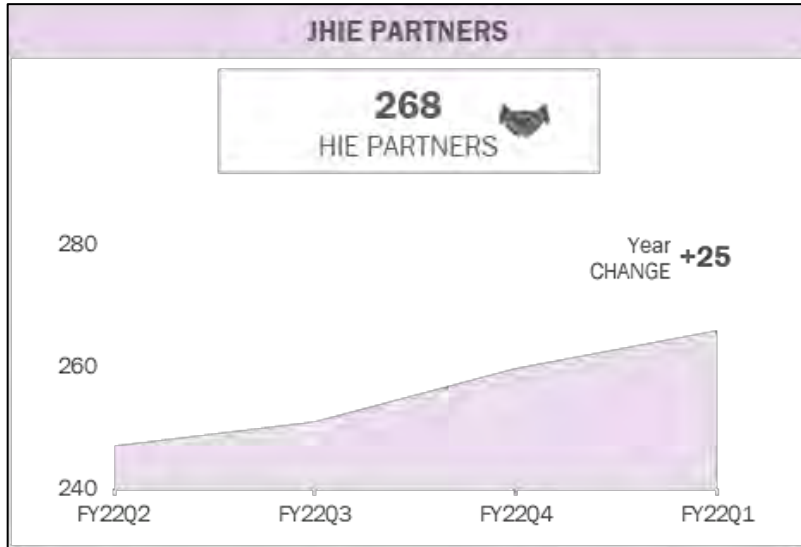 JHIE PARTNERS
268
HIE PARTNERS
280
Year
CHANGE +25
260
240
FY22Q2 FY22Q3 FY22Q4 FY22Q1